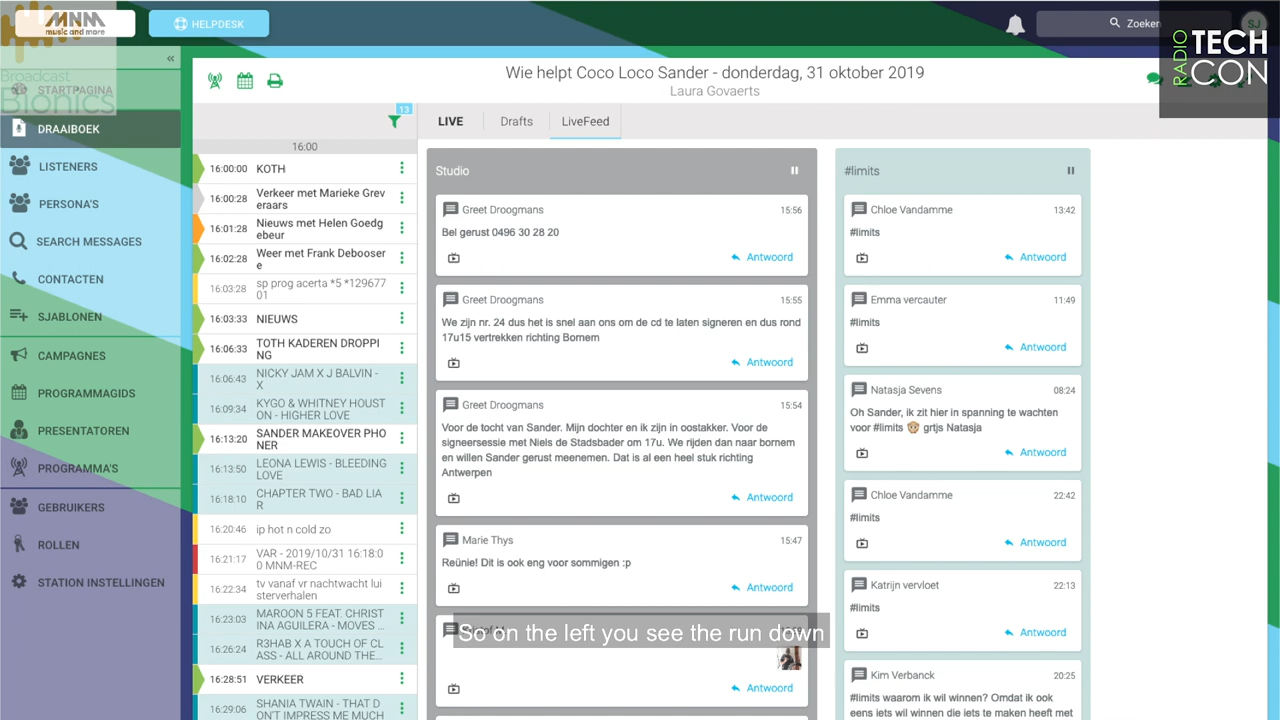 MNM
music and more
HELPDESK
Zoeken
SJ
RADIO
TECH
CON
Broadcast
Bionics
«
STARTPAGINA
DRAAIBOEK
LISTENERS
PERSONA'S
SEARCH MESSAGES
CONTACTEN
SJABLONEN
CAMPAGNES
PROGRAMMAGIDS
PRESENTATOREN
PROGRAMMA'S
GEBRUIKERS
ROLLEN
STATION INSTELLINGEN
Wie helpt Coco Loco Sander - donderdag, 31 oktober 2019
Laura Govaerts
13
LIVE
Drafts
LiveFeed
16:00
16:00:00 KOTH
16:00:28 Verkeer met Marieke Grev
eraars
16:01:28 Nieuws met Helen Goedg
ebeur
16:02:28 Weer met Frank Deboosер
e
16:03:28 sp prog acerta *5 *129677
01
16:03:33 NIEUWS
16:06:33 TOTH KADEREN DROPPI
NG
16:06:43 NICKY JAM X J BALVIN -
X
16:09:34 KYGO & WHITNEY HOUST
ON - HIGHER LOVE
16:13:20 SANDER MAKEOVER PHO
NER
16:13:50 LEONA LEWIS - BLEEDING
LOVE
16:18:10 CHAPTER TWO - BAD LIA
R
16:20:46 ip hot n cold zo
16:21:17 VAR - 2019/10/31 16:18:0
0 MNM-REC
16:22:34 tv vanaf vr nachtwacht lui
sterverhalen
16:23:03 MAROON 5 FEAT. CHRIST
INA AGUILERA - MOVES ...
16:26:24 R3HAB X A TOUCH OF CL
ASS - ALL AROUND THE...
16:28:51 VERKEER
16:29:06 SHANIA TWAIN - THAT D
ON'T IMPRESS ME MUCH
Studio
Greet Droogmans 15:56
Bel gerust 0496 30 28 20
Antwoord
Greet Droogmans 15:55
We zijn nr. 24 dus het is snel aan ons om de cd te laten signeren en dus rond
17u15 vertrekken richting Bornem
Antwoord
Greet Droogmans 15:54
Voor de tocht van Sander. Mijn dochter en ik zijn in oostakker. Voor de
signeersessie met Niels de Stadsbader om 17u. We rijden dan naar bornem
en willen Sander gerust meenemen. Dat is al een heel stuk richting
Antwerpen
Antwoord
Marie Thys 15:47
Reünie! Dit is ook eng voor sommigen :p
Antwoord
So on the left you see the run down
Antwoord
#limits
Chloe Vandamme 13:42
#limits
Antwoord
Emma vercauter 11:49
#limits
Antwoord
Natasja Sevens 08:24
Oh Sander, ik zit hier in spanning te wachten
voor #limits 🐵 grtjs Natasja
Antwoord
Chloe Vandamme 22:42
#limits
Antwoord
Katrijn vervloet 22:13
#limits
Antwoord
Kim Verbanck 20:25
#limits waarom ik wil winnen? Omdat ik ook
eens iets wil winnen die iets te maken heeft met